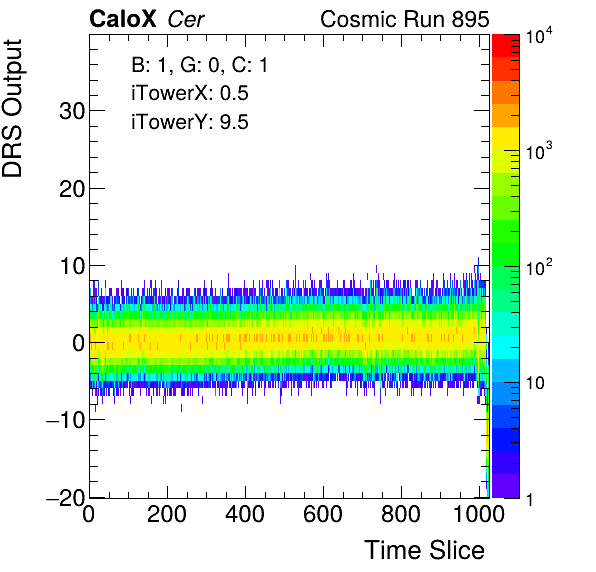 CaloX Cer Cosmic Run 895
DRS Output
B: 1, G: 0, C: 1
iTowerX: 0.5
iTowerY: 9.5
30
20
10
0
−10
−20
0 200 400 600 800 1000
Time Slice
10^4
10^3
10^2
10
1